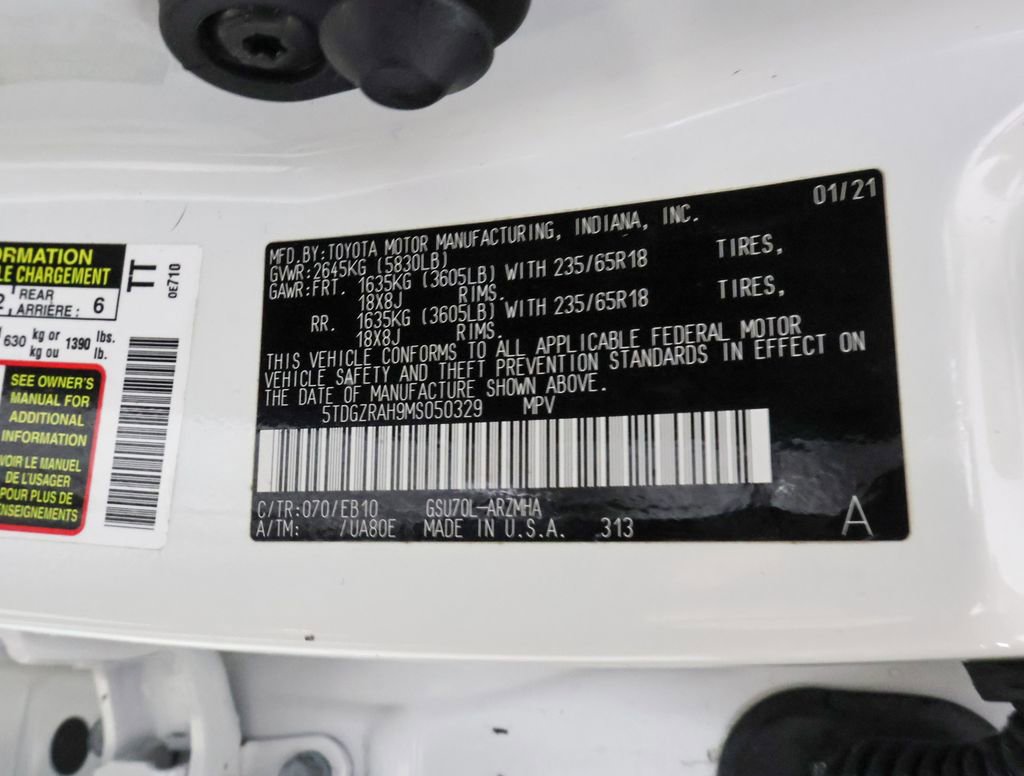 01/21
MFD.BY:TOYOTA MOTOR MANUFACTURING, INDIANA, INC.
GVWR:2645KG (5830LB)
GAWR:FRT. 1635KG (3605LB) WITH 235/65R18 TIRES,
18X8J RIMS.
RR. 1635KG (3605LB) WITH 235/65R18 TIRES,
18X8J RIMS.
THIS VEHICLE CONFORMS TO ALL APPLICABLE FEDERAL MOTOR
VEHICLE SAFETY AND THEFT PREVENTION STANDARDS IN EFFECT ON
THE DATE OF MANUFACTURE SHOWN ABOVE.
5TDGZRAH9MS050329 MPV
C/TR:070/EB10 GSU70L-ARZMHA
A/TM: /UA80E MADE IN U.S.A. 313
A
CHARGEMENT
2 REAR
ARRIÈRE : 6
630 kg or 1390 lbs.
kg ou lb.
TT
0E710
SEE OWNER'S
MANUAL FOR
ADDITIONAL
INFORMATION
VOIR LE MANUEL
DE L'USAGER
POUR PLUS DE